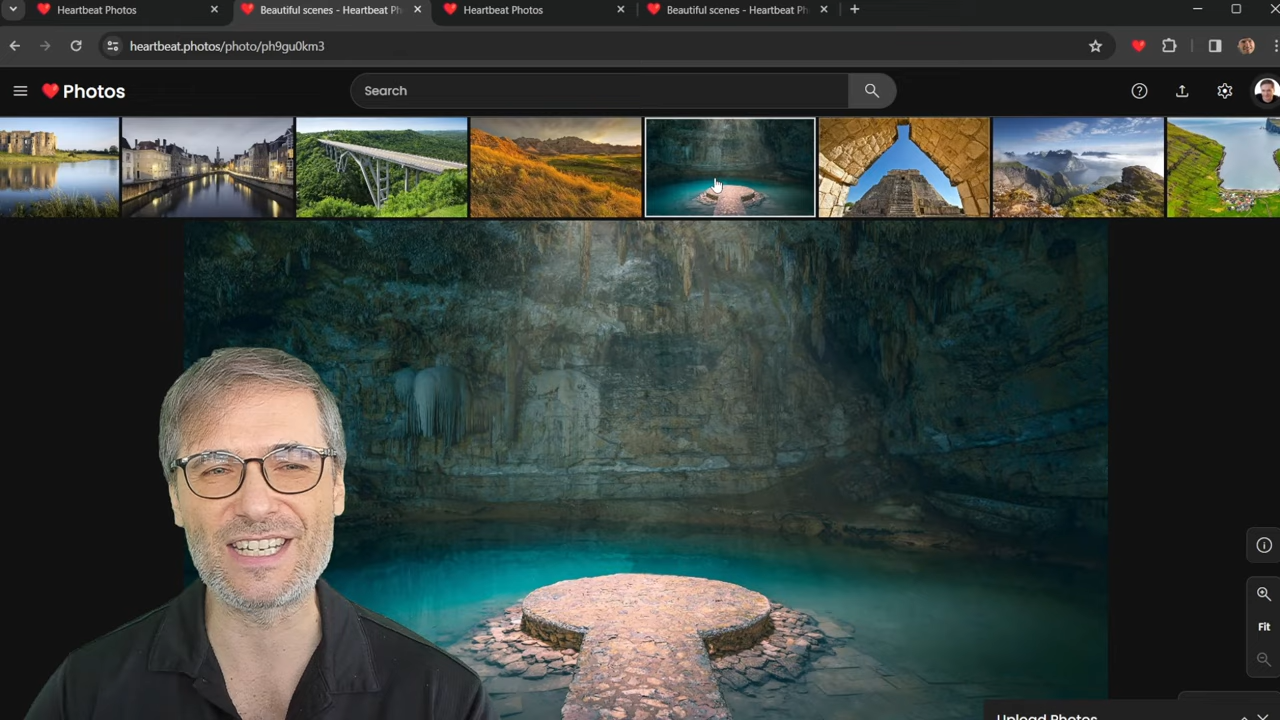 Heartbeat Photos
Beautiful scenes - Heartbeat Ph
Heartbeat Photos
Beautiful scenes - Heartbeat Ph
heartbeat.photos/photo/ph9gu0km3
Photos
Search
Fit
Upload Photos